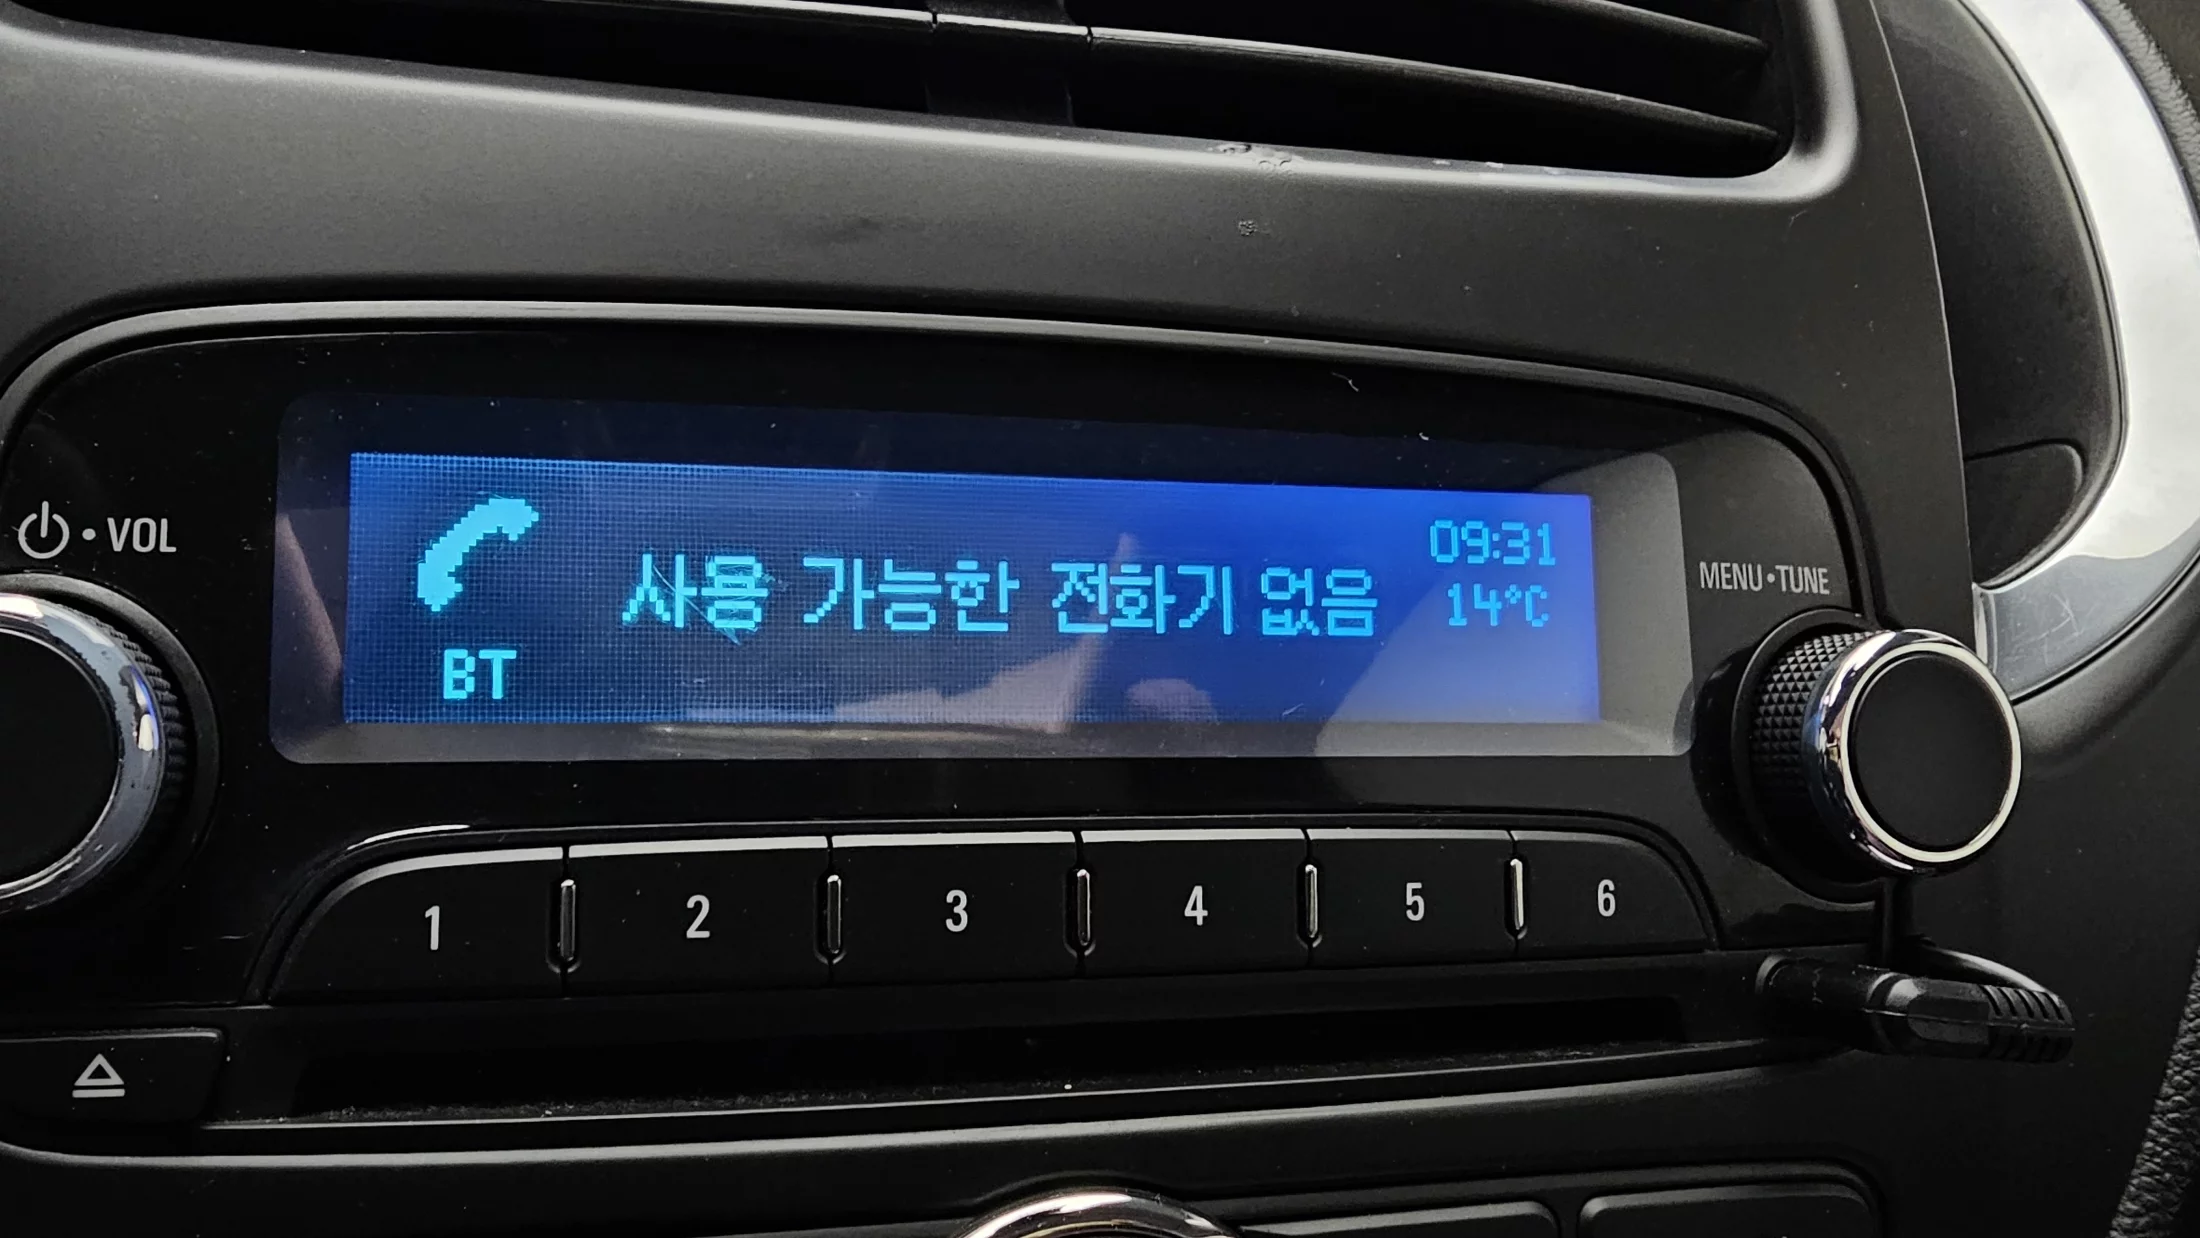 ⏻·VOL
사용 가능한 전화기 없음
09:31
14°C
BT
MENU·TUNE
1 2 3 4 5 6